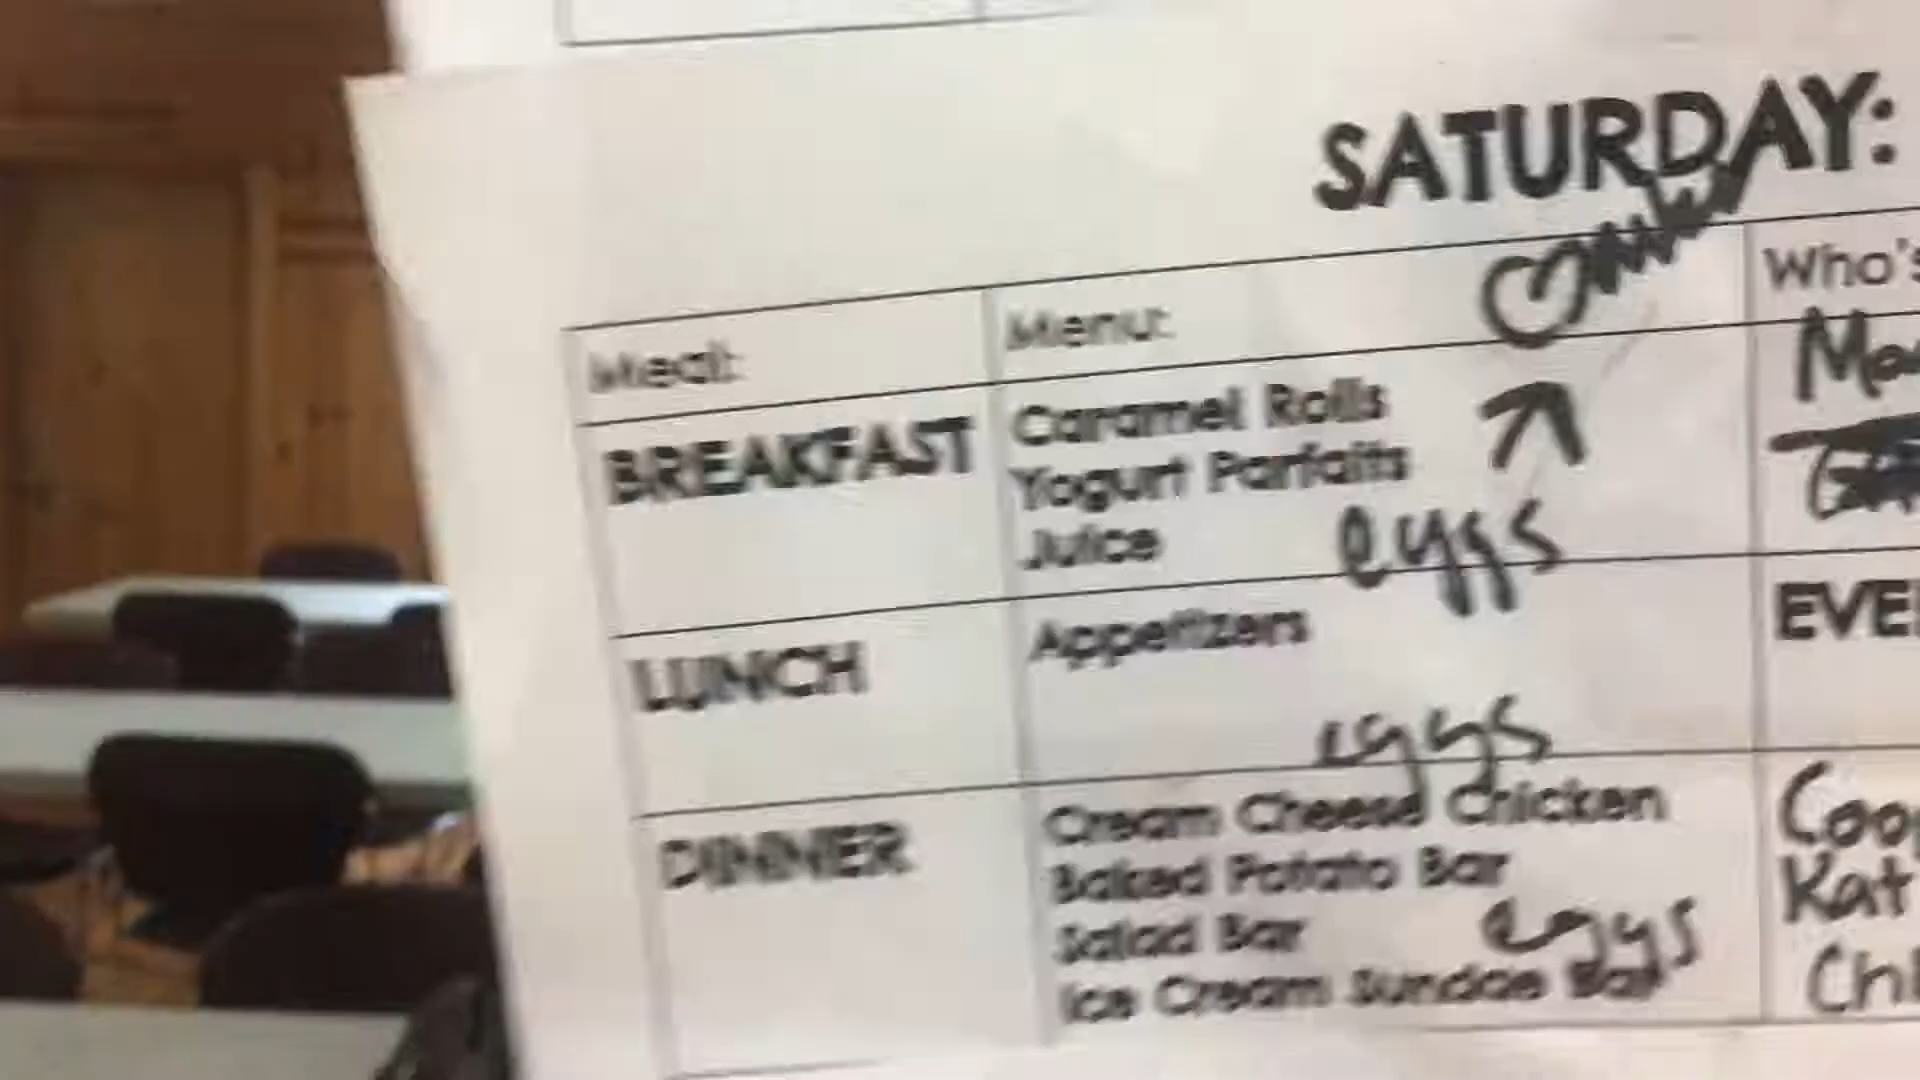 SATURDAY:
Meal: Menu: Who's
BREAKFAST Caramel Rolls
Yogurt Parfaits
Juice eggs
LUNCH Appetizers
eggs
DINNER Cream Cheese Chicken
Baked Potato Bar
Salad Bar eggs
Ice Cream Sundae Bar
Kat